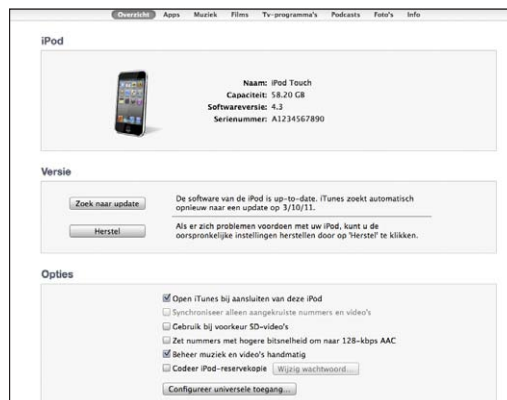 Overzicht Apps Muziek Films Tv-programma's Podcasts Foto's Info
iPod
Naam: iPod Touch
Capaciteit: 58.20 GB
Softwareversie: 4.3
Serienummer: A1234567890
Versie
Zoek naar update
De software van de iPod is up-to-date. iTunes zoekt automatisch
opnieuw naar een update op 3/10/11.
Herstel
Als er zich problemen voordoen met uw iPod, kunt u de
oorspronkelijke instellingen herstellen door op 'Herstel' te klikken.
Opties
Open iTunes bij aansluiten van deze iPod
Synchroniseer alleen aangekruiste nummers en video's
Gebruik bij voorkeur SD-video's
Zet nummers met hogere bitsnelheid om naar 128-kbps AAC
Beheer muziek en video's handmatig
Codeer iPod-reservekopie Wijzig wachtwoord...
Configureer universele toegang...